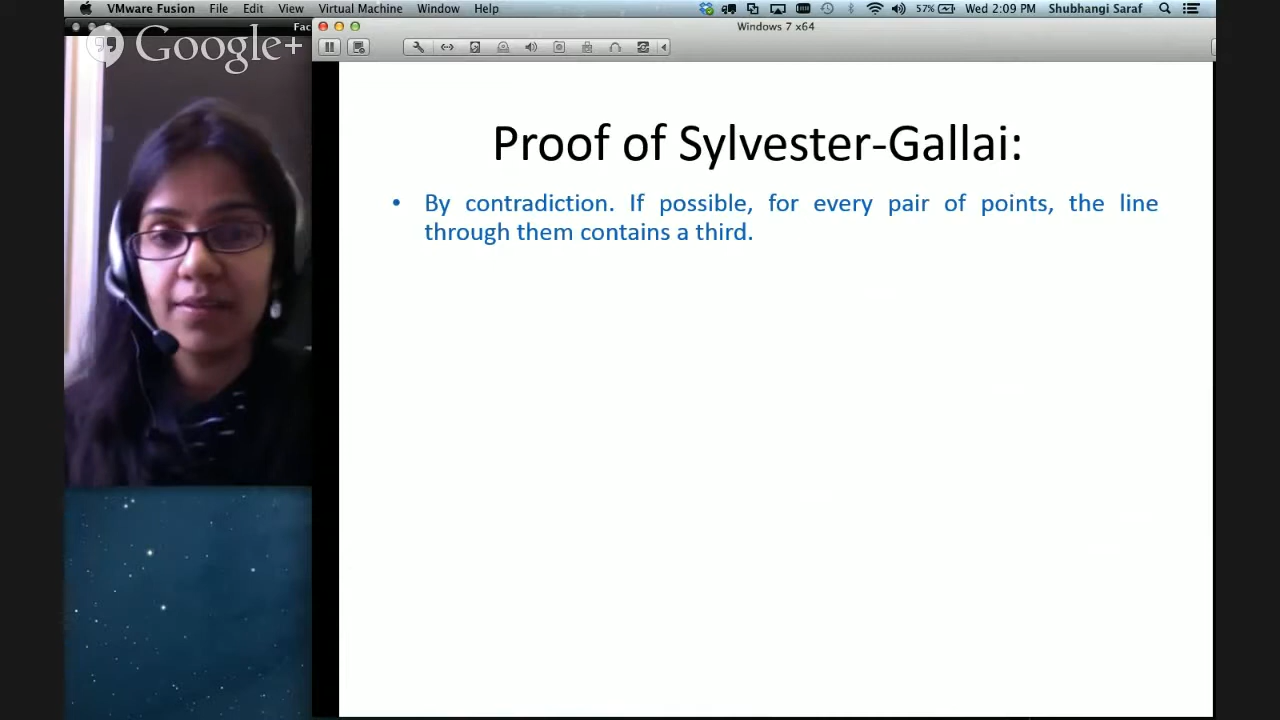 VMware Fusion File Edit View Virtual Machine Window Help 57% Wed 2:09 PM Shubhangi Saraf
Fac
Windows 7 x64
Google+
Proof of Sylvester-Gallai:
• By contradiction. If possible, for every pair of points, the line
through them contains a third.